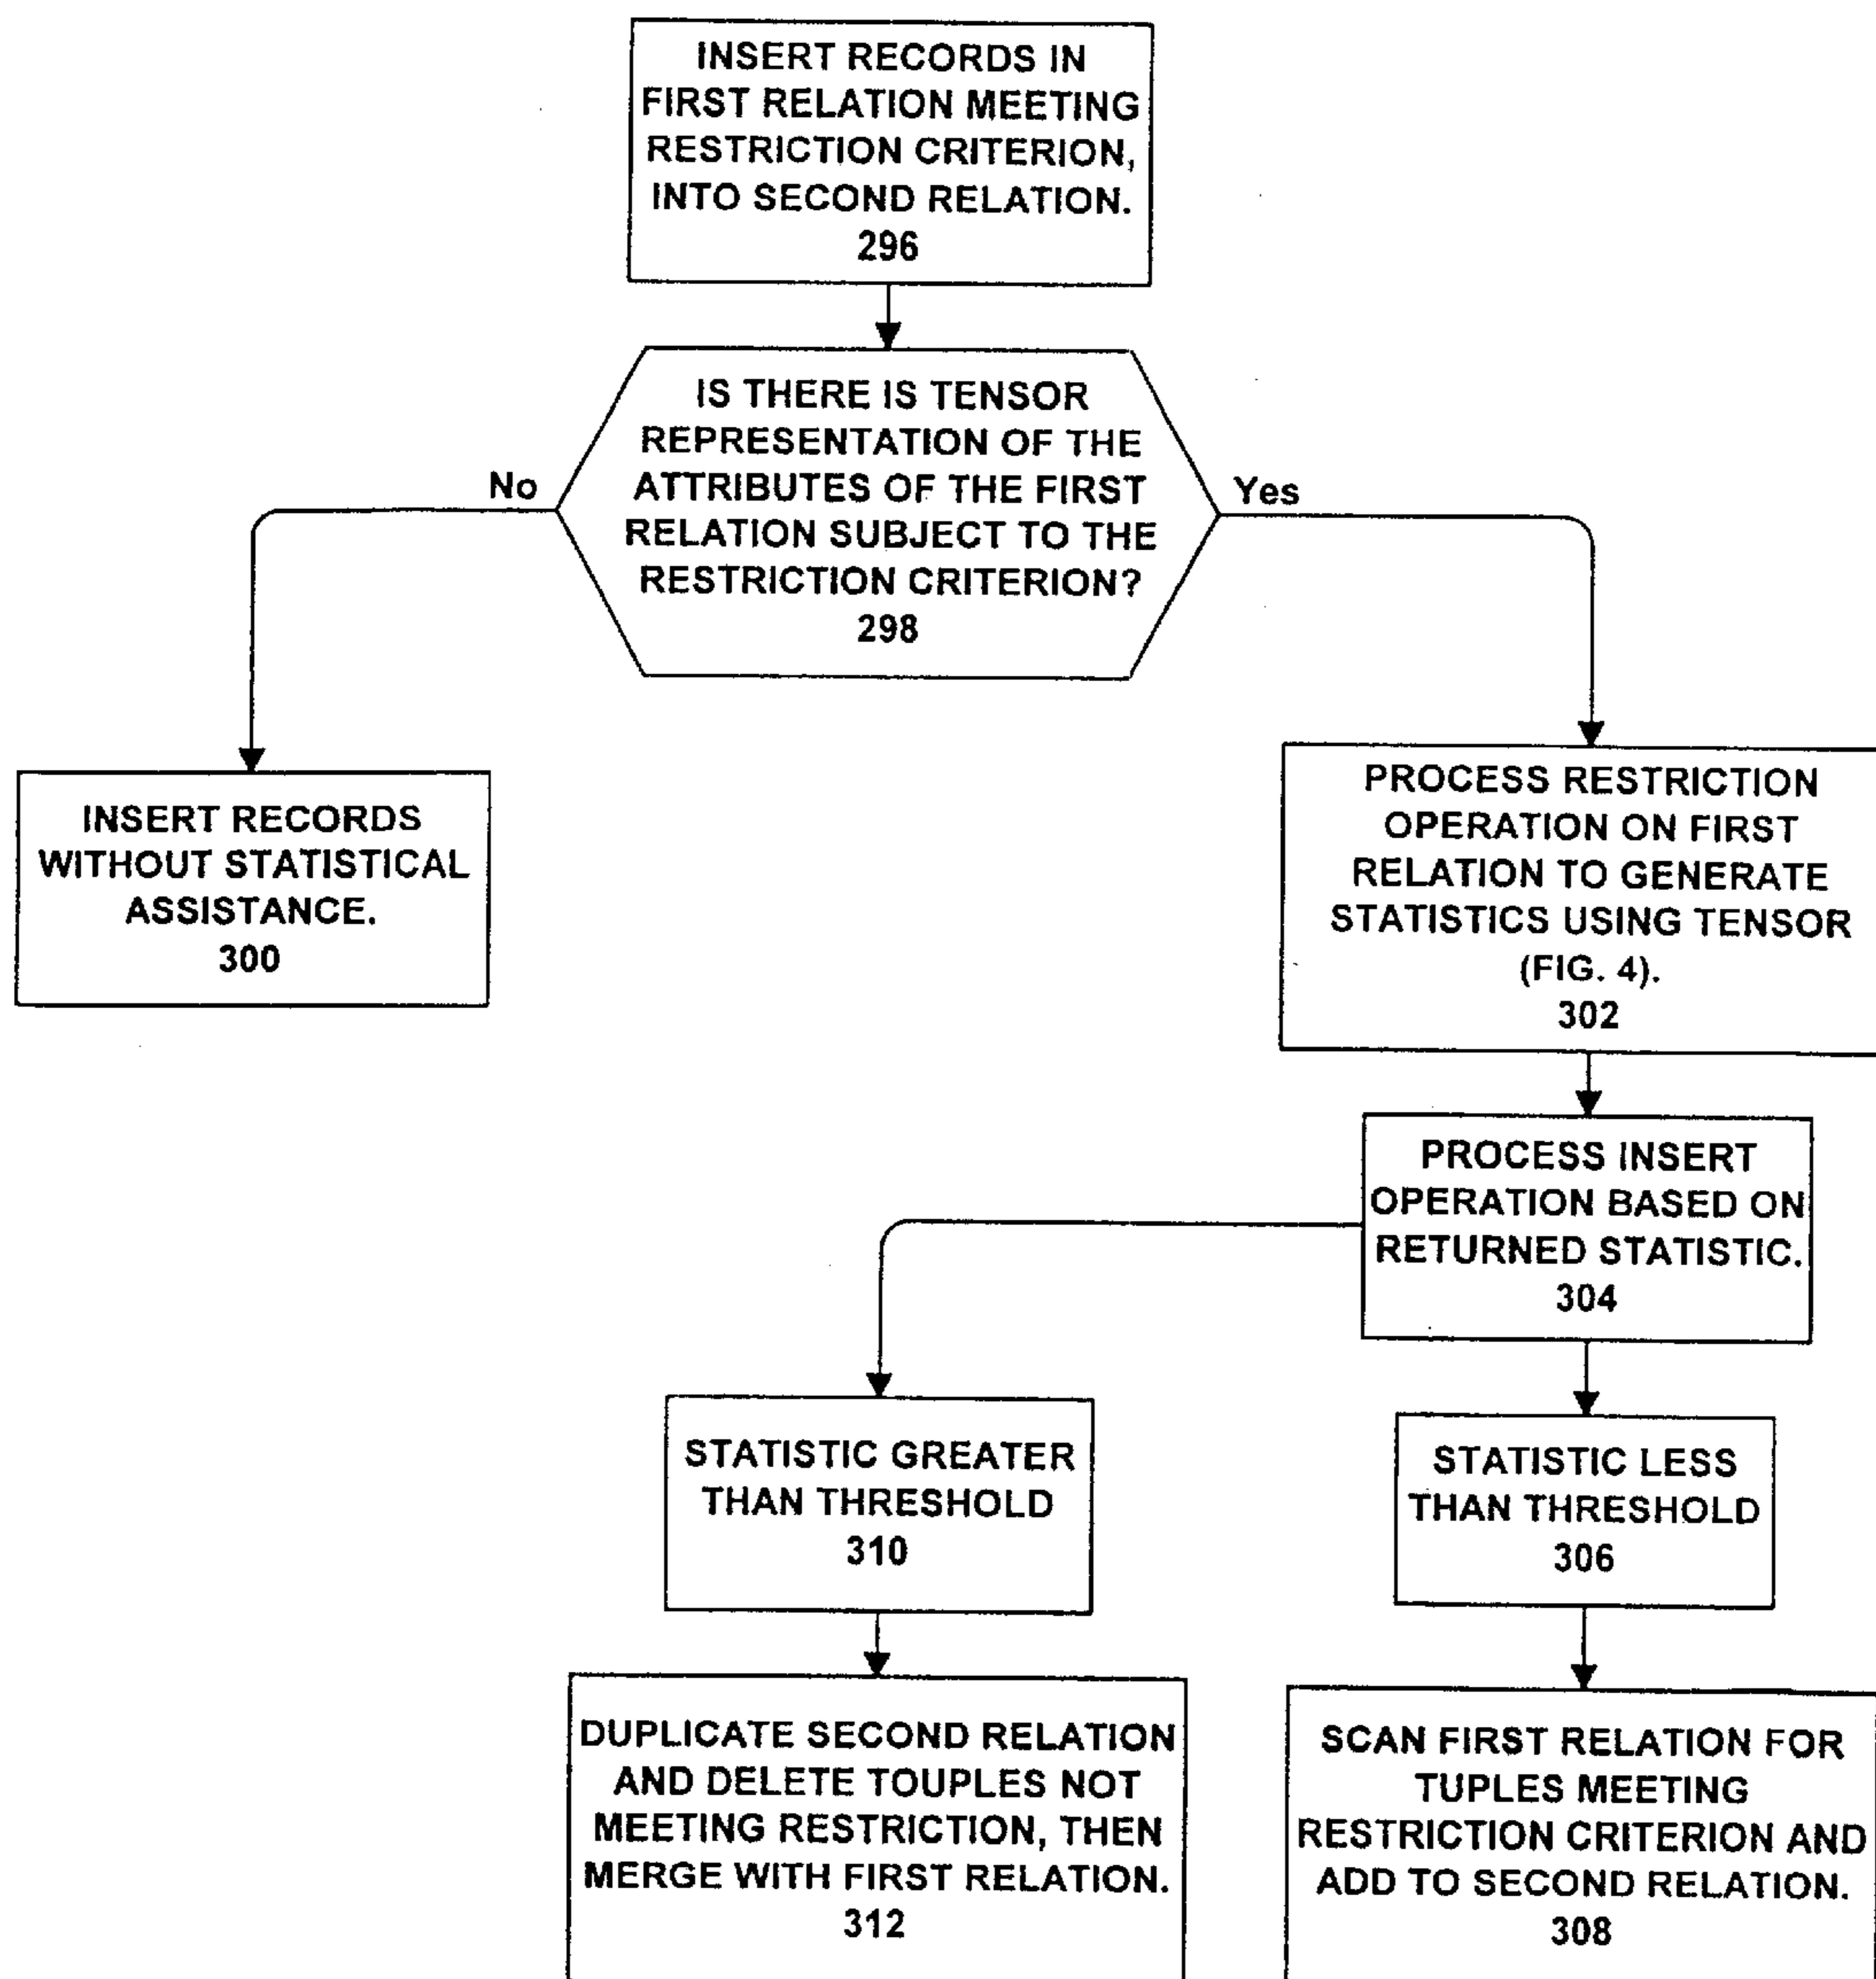 INSERT RECORDS IN
FIRST RELATION MEETING
RESTRICTION CRITERION,
INTO SECOND RELATION.
296
IS THERE IS TENSOR
REPRESENTATION OF THE
ATTRIBUTES OF THE FIRST
RELATION SUBJECT TO THE
RESTRICTION CRITERION?
298
No
Yes
INSERT RECORDS
WITHOUT STATISTICAL
ASSISTANCE.
300
PROCESS RESTRICTION
OPERATION ON FIRST
RELATION TO GENERATE
STATISTICS USING TENSOR
(FIG. 4).
302
PROCESS INSERT
OPERATION BASED ON
RETURNED STATISTIC.
304
STATISTIC GREATER
THAN THRESHOLD
310
STATISTIC LESS
THAN THRESHOLD
306
DUPLICATE SECOND RELATION
AND DELETE TOUPLES NOT
MEETING RESTRICTION, THEN
MERGE WITH FIRST RELATION.
312
SCAN FIRST RELATION FOR
TUPLES MEETING
RESTRICTION CRITERION AND
ADD TO SECOND RELATION.
308